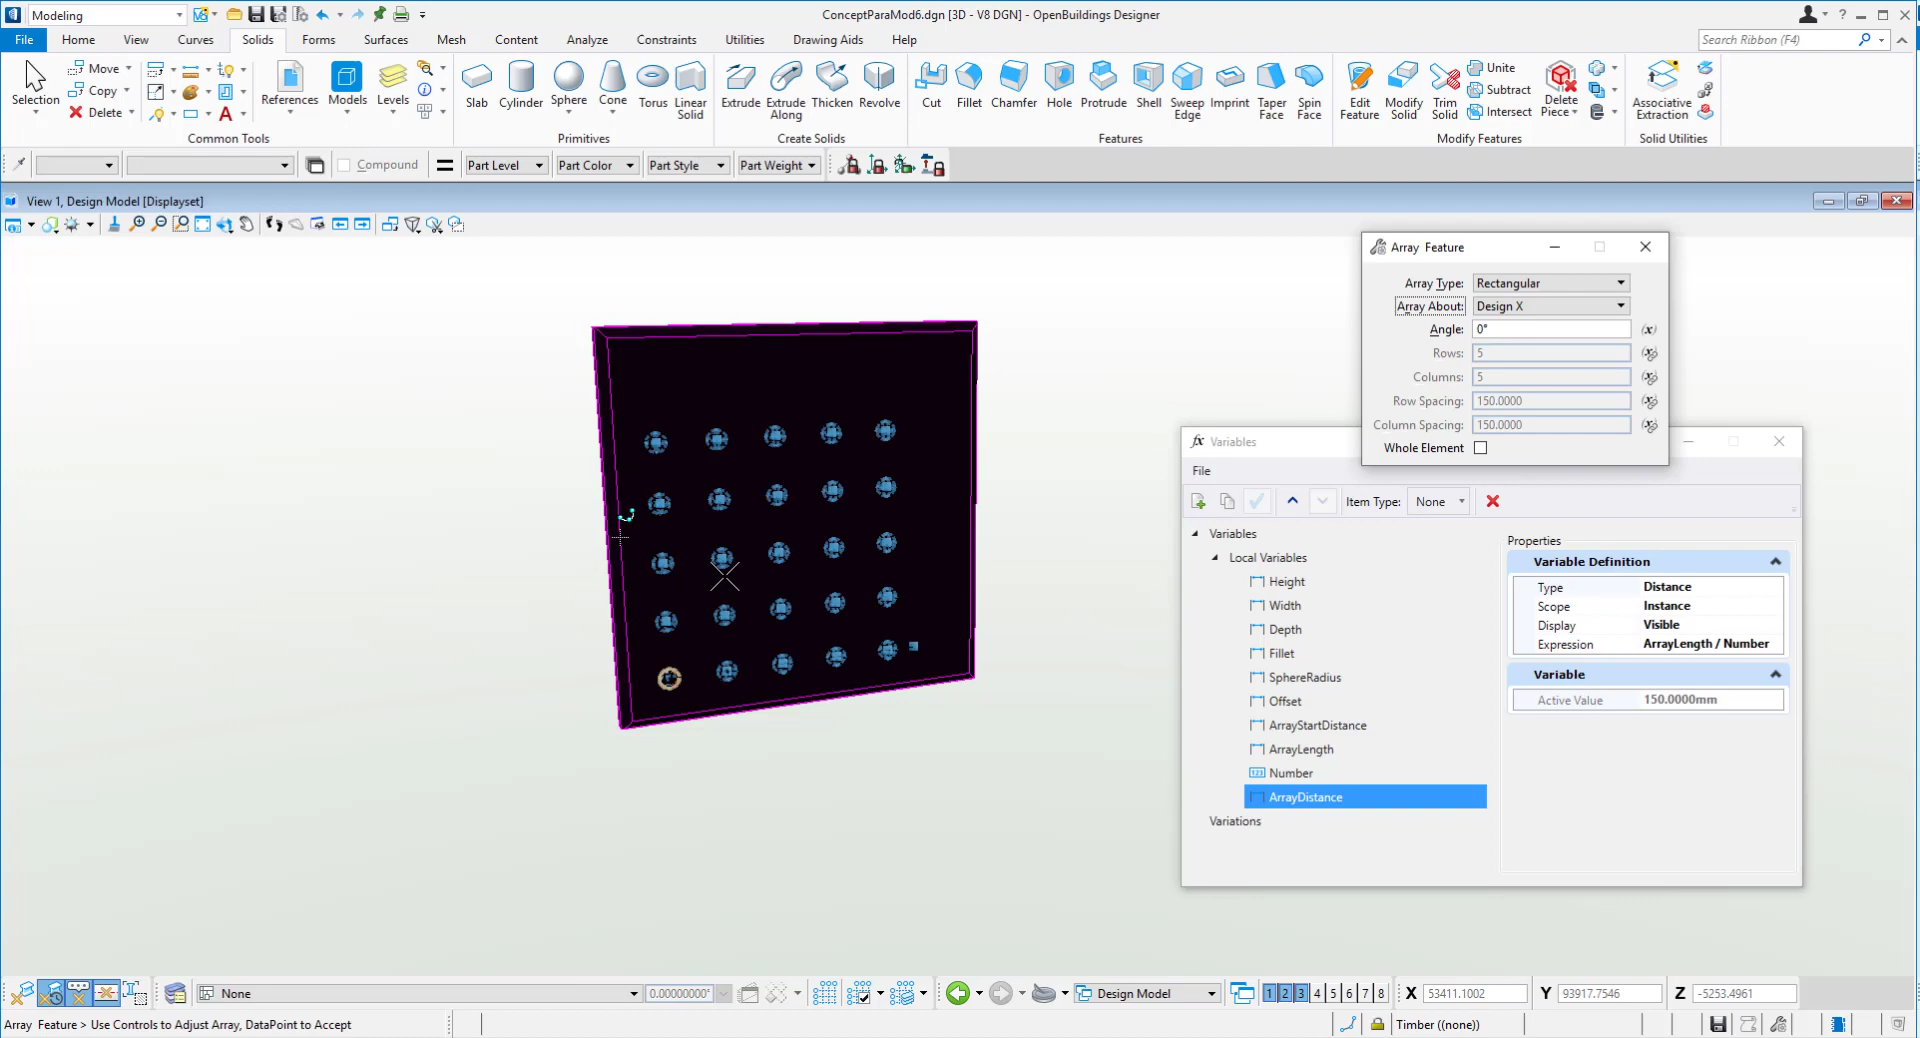 Modeling
ConceptParaMod6.dgn [3D - V8 DGN] - OpenBuildings Designer
File Home View Curves Solids Forms Surfaces Mesh Content Analyze Constraints Utilities Drawing Aids Help
Search Ribbon (F4)
Selection
Move
Copy
Delete
References Models Levels
Common Tools
Slab Cylinder Sphere Cone Torus Linear Solid
Primitives
Extrude Extrude Along Thicken Revolve
Create Solids
Cut Fillet Chamfer Hole Protrude Shell Sweep Edge Imprint Taper Face Spin Face
Features
Edit Feature Modify Solid Trim Solid
Unite
Subtract
Intersect
Delete Piece
Modify Features
Associative Extraction
Solid Utilities
Compound Part Level Part Color Part Style Part Weight
View 1, Design Model [Displayset]
Array Feature
Array Type: Rectangular
Array About: Design X
Angle: 0°
Rows: 5
Columns: 5
Row Spacing: 150.0000
Column Spacing: 150.0000
Whole Element
fx Variables
File
Item Type: None
Variables
Local Variables
Height
Width
Depth
Fillet
SphereRadius
Offset
ArrayStartDistance
ArrayLength
123 Number
ArrayDistance
Variations
Properties
Variable Definition
Type Distance
Scope Instance
Display Visible
Expression ArrayLength / Number
Variable
Active Value 150.0000mm
None 0.00000000° Design Model 1 2 3 4 5 6 7 8 X 53411.1002 Y 93917.7546 Z -5253.4961
Array Feature > Use Controls to Adjust Array, DataPoint to Accept
Timber ((none))